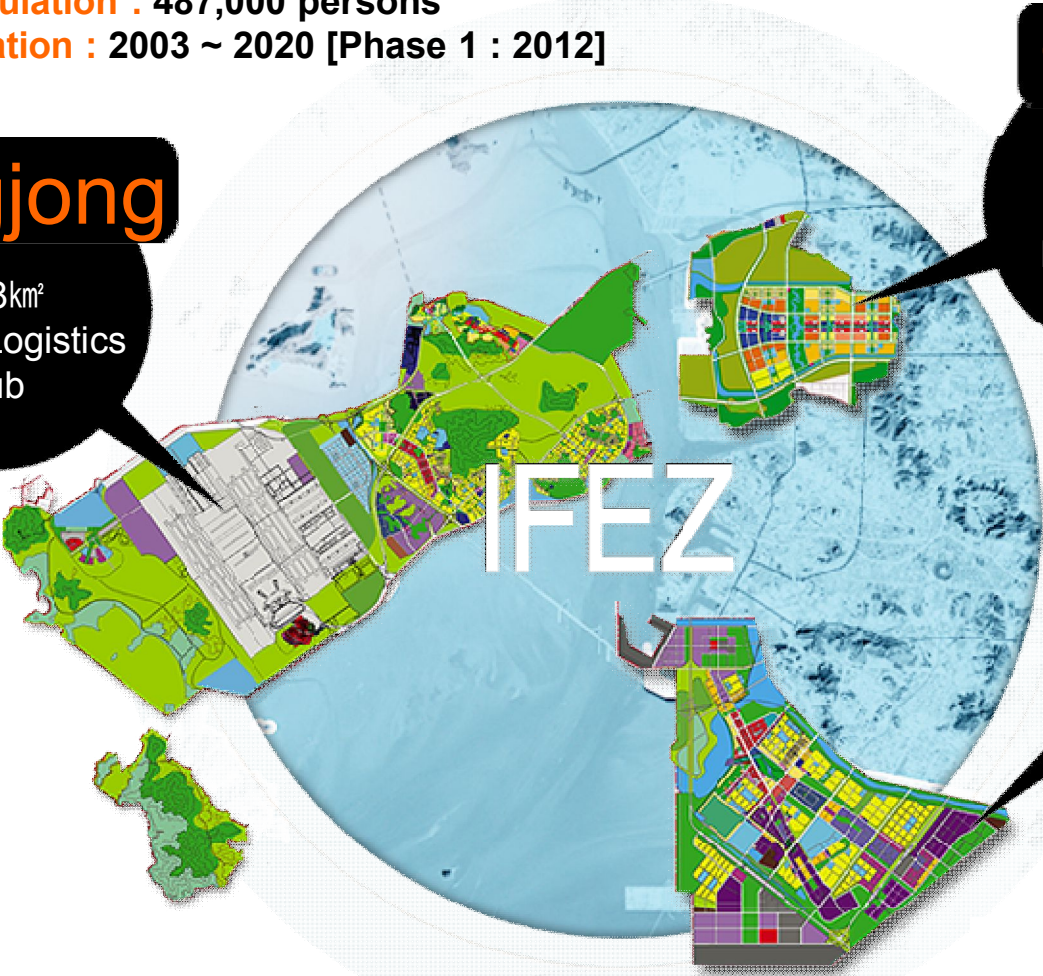 ulation : 487,000 persons
ation : 2003 ~ 2020 [Phase 1 : 2012]
gjong
3㎢
Logistics
ub
IFEZ